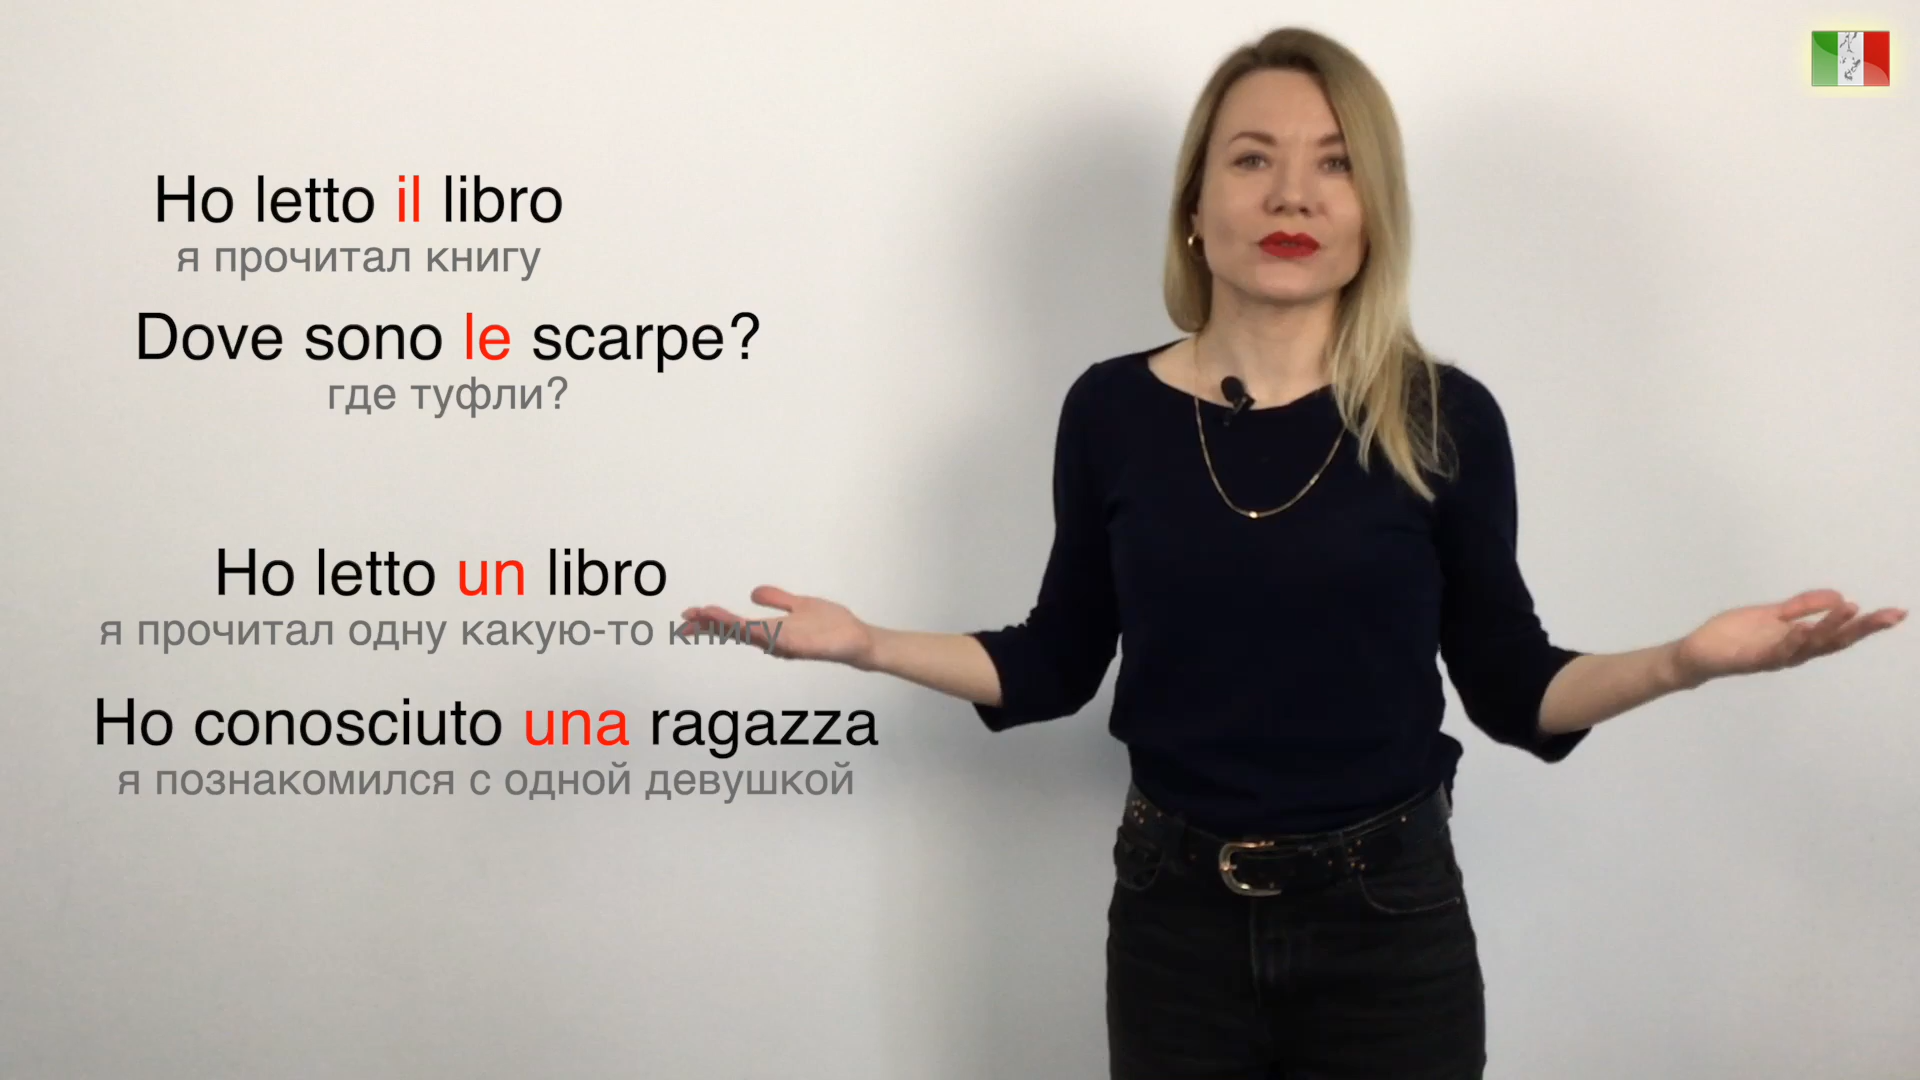 Ho letto il libro
я прочитал книгу
Dove sono le scarpe?
где туфли?
Ho letto un libro
я прочитал одну какую-то книгу
Ho conosciuto una ragazza
я познакомился с одной девушкой